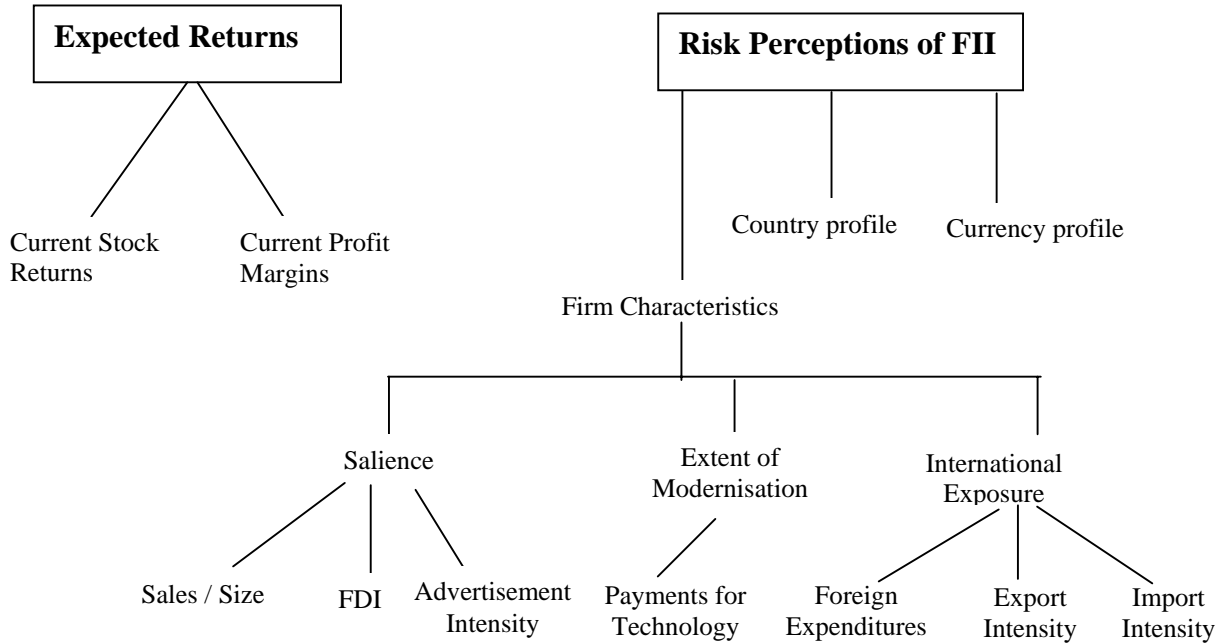 Expected Returns
Risk Perceptions of FII
Current Stock
Returns
Current Profit
Margins
Country profile
Currency profile
Firm Characteristics
Salience
Extent of
Modernisation
International
Exposure
Sales / Size
FDI
Advertisement
Intensity
Payments for
Technology
Foreign
Expenditures
Export
Intensity
Import
Intensity